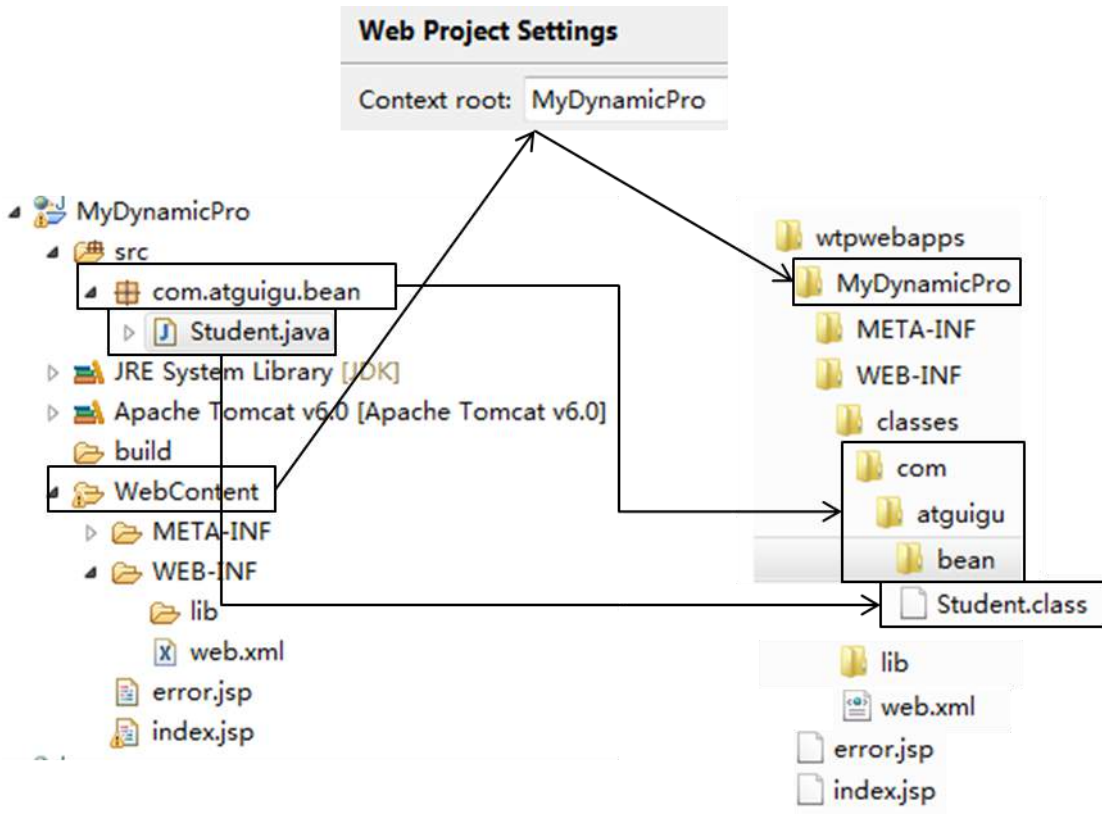 Web Project Settings
Context root: MyDynamicPro
MyDynamicPro
src
com.atguigu.bean
Student.java
JRE System Library [JDK]
Apache Tomcat v6.0 [Apache Tomcat v6.0]
build
WebContent
META-INF
WEB-INF
lib
web.xml
error.jsp
index.jsp
wtpwebapps
MyDynamicPro
META-INF
WEB-INF
classes
com
atguigu
bean
Student.class
lib
web.xml
error.jsp
index.jsp